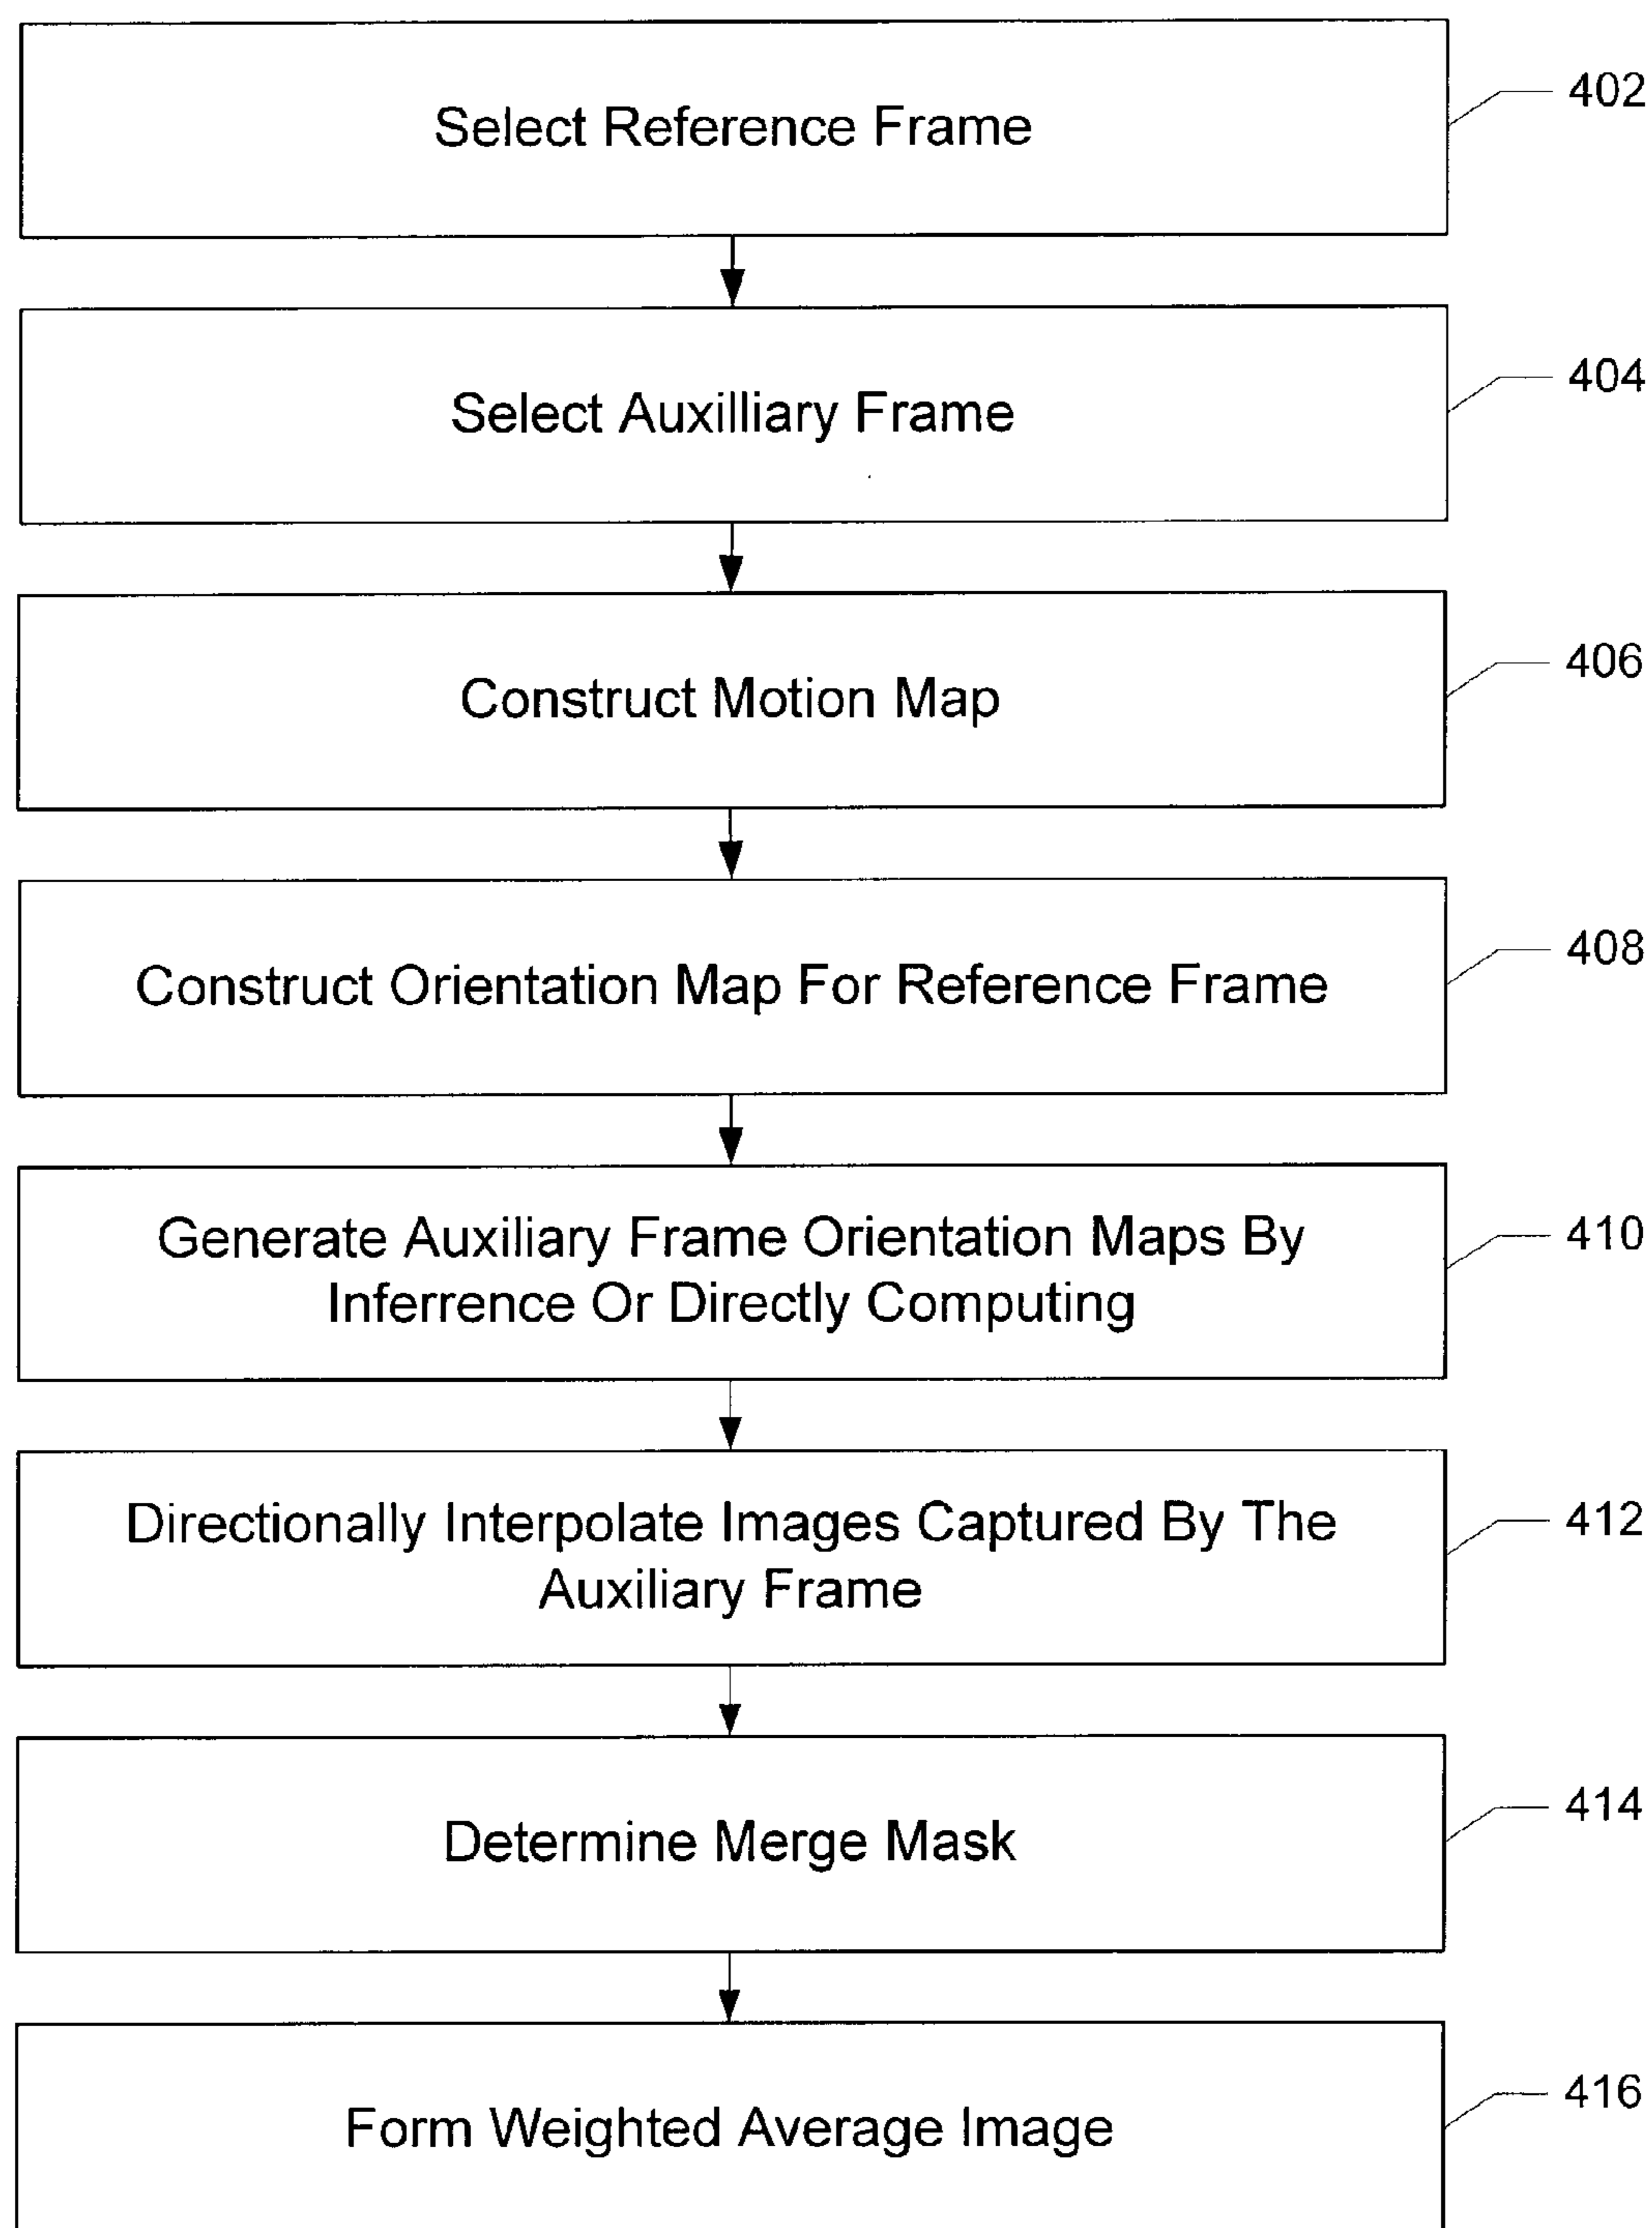 Select Reference Frame
402
Select Auxilliary Frame
404
Construct Motion Map
406
Construct Orientation Map For Reference Frame
408
Generate Auxiliary Frame Orientation Maps By
Inferrence Or Directly Computing
410
Directionally Interpolate Images Captured By The
Auxiliary Frame
412
Determine Merge Mask
414
Form Weighted Average Image
416